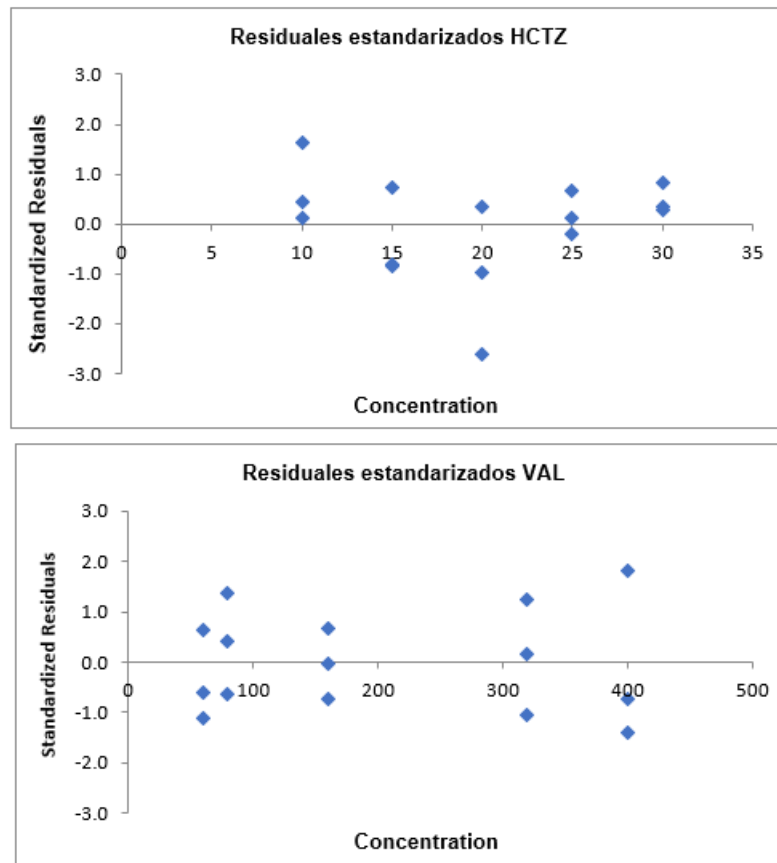 Residuales estandarizados HCTZ
3.0
2.0
1.0
0.0
-1.0
-2.0
-3.0
Standardized Residuals
0 5 10 15 20 25 30 35
Concentration
Residuales estandarizados VAL
3.0
2.0
1.0
0.0
-1.0
-2.0
-3.0
Standardized Residuals
0 100 200 300 400 500
Concentration